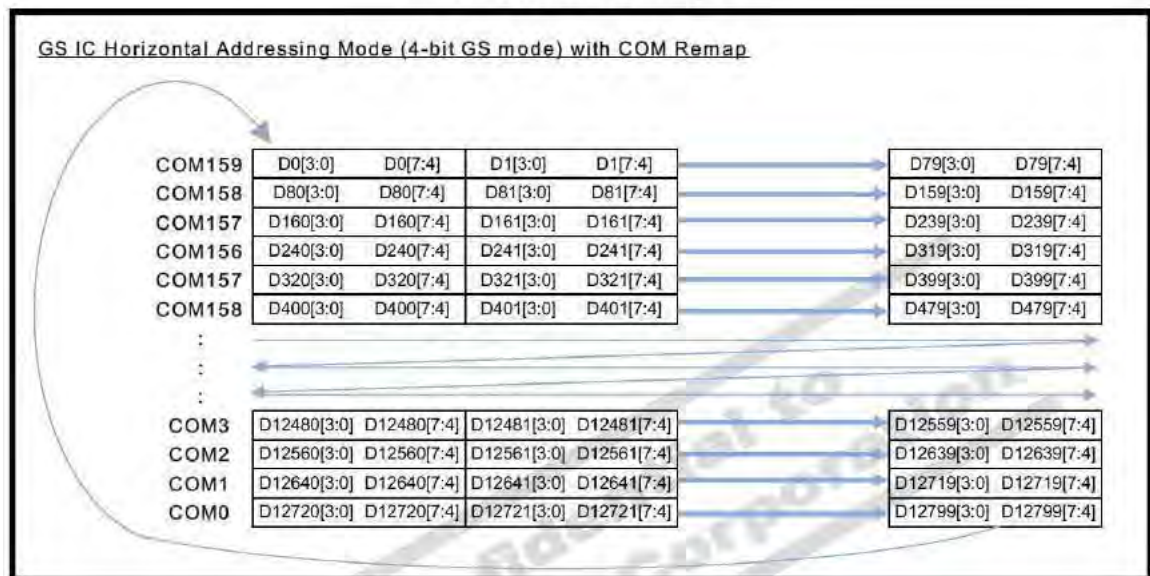 GS IC Horizontal Addressing Mode (4-bit GS mode) with COM Remap
COM159 D0[3:0] D0[7:4] D1[3:0] D1[7:4] D79[3:0] D79[7:4]
COM158 D80[3:0] D80[7:4] D81[3:0] D81[7:4] D159[3:0] D159[7:4]
COM157 D160[3:0] D160[7:4] D161[3:0] D161[7:4] D239[3:0] D239[7:4]
COM156 D240[3:0] D240[7:4] D241[3:0] D241[7:4] D319[3:0] D319[7:4]
COM157 D320[3:0] D320[7:4] D321[3:0] D321[7:4] D399[3:0] D399[7:4]
COM158 D400[3:0] D400[7:4] D401[3:0] D401[7:4] D479[3:0] D479[7:4]
:
:
:
COM3 D12480[3:0] D12480[7:4] D12481[3:0] D12481[7:4] D12559[3:0] D12559[7:4]
COM2 D12560[3:0] D12560[7:4] D12561[3:0] D12561[7:4] D12639[3:0] D12639[7:4]
COM1 D12640[3:0] D12640[7:4] D12641[3:0] D12641[7:4] D12719[3:0] D12719[7:4]
COM0 D12720[3:0] D12720[7:4] D12721[3:0] D12721[7:4] D12799[3:0] D12799[7:4]
to
Corporation